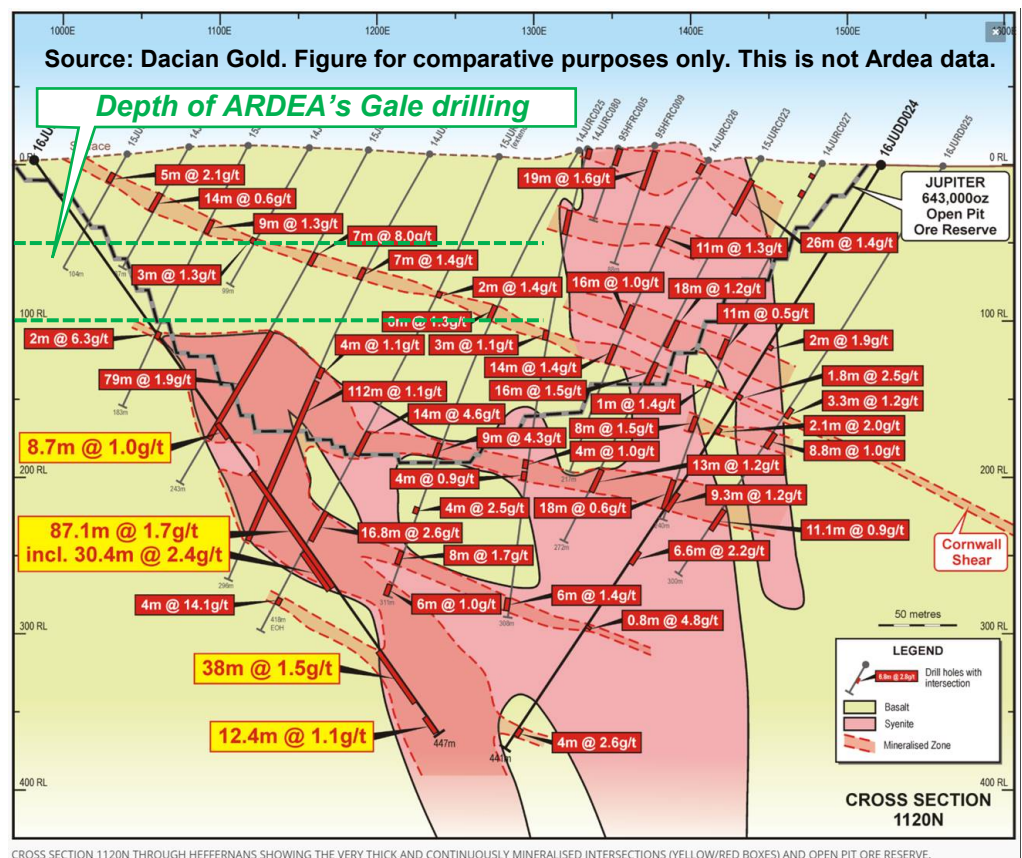 1000E 1100E 1200E 1300E 1400E 1500E
Source: Dacian Gold. Figure for comparative purposes only. This is not Ardea data.
Depth of ARDEA's Gale drilling
14JURC025
14JURC080
95HFRC005
95HFRC009
14JURC026
15JURC023
14JURC027
16JUDD024
16JURD025
Surface
0 RL
0 RL
JUPITER
643,000oz
Open Pit
Ore Reserve
5m @ 2.1g/t
14m @ 0.6g/t
9m @ 1.3g/t
7m @ 8.0g/t
3m @ 1.3g/t
7m @ 1.4g/t
2m @ 1.4g/t
19m @ 1.6g/t
11m @ 1.3g/t
26m @ 1.4g/t
16m @ 1.0g/t
18m @ 1.2g/t
11m @ 0.5g/t
104m
99m
100 RL
100 RL
2m @ 6.3g/t
4m @ 1.1g/t
3m @ 1.1g/t
14m @ 1.4g/t
2m @ 1.9g/t
79m @ 1.9g/t
112m @ 1.1g/t
16m @ 1.5g/t
1m @ 1.4g/t
1.8m @ 2.5g/t
3.3m @ 1.2g/t
183m
14m @ 4.6g/t
8m @ 1.5g/t
2.1m @ 2.0g/t
8.7m @ 1.0g/t
9m @ 4.3g/t
4m @ 1.0g/t
8.8m @ 1.0g/t
200 RL
200 RL
243m
4m @ 0.9g/t
13m @ 1.2g/t
4m @ 2.5g/t
18m @ 0.6g/t
9.3m @ 1.2g/t
87.1m @ 1.7g/t
incl. 30.4m @ 2.4g/t
16.8m @ 2.6g/t
11.1m @ 0.9g/t
272m
8m @ 1.7g/t
6.6m @ 2.2g/t
Cornwall
Shear
300m
4m @ 14.1g/t
6m @ 1.0g/t
6m @ 1.4g/t
0.8m @ 4.8g/t
418m
EOH
308m
50 metres
300 RL
300 RL
LEGEND
Drill holes with
intersection
Basalt
Syenite
Mineralised Zone
38m @ 1.5g/t
12.4m @ 1.1g/t
447m
4m @ 2.6g/t
400 RL
400 RL
CROSS SECTION
1120N
CROSS SECTION 1120N THROUGH HEFFERNANS SHOWING THE VERY THICK AND CONTINUOUSLY MINERALISED INTERSECTIONS (YELLOW/RED BOXES) AND OPEN PIT ORE RESERVE.